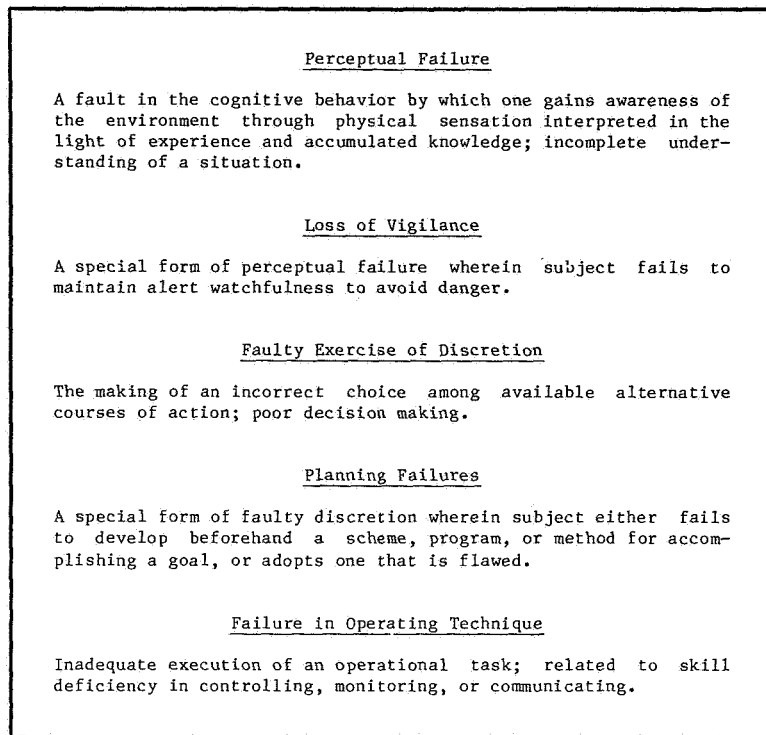 Perceptual Failure
A fault in the cognitive behavior by which one gains awareness of
the environment through physical sensation interpreted in the
light of experience and accumulated knowledge; incomplete under-
standing of a situation.
Loss of Vigilance
A special form of perceptual failure wherein subject fails to
maintain alert watchfulness to avoid danger.
Faulty Exercise of Discretion
The making of an incorrect choice among available alternative
courses of action; poor decision making.
Planning Failures
A special form of faulty discretion wherein subject either fails
to develop beforehand a scheme, program, or method for accom-
plishing a goal, or adopts one that is flawed.
Failure in Operating Technique
Inadequate execution of an operational task; related to skill
deficiency in controlling, monitoring, or communicating.